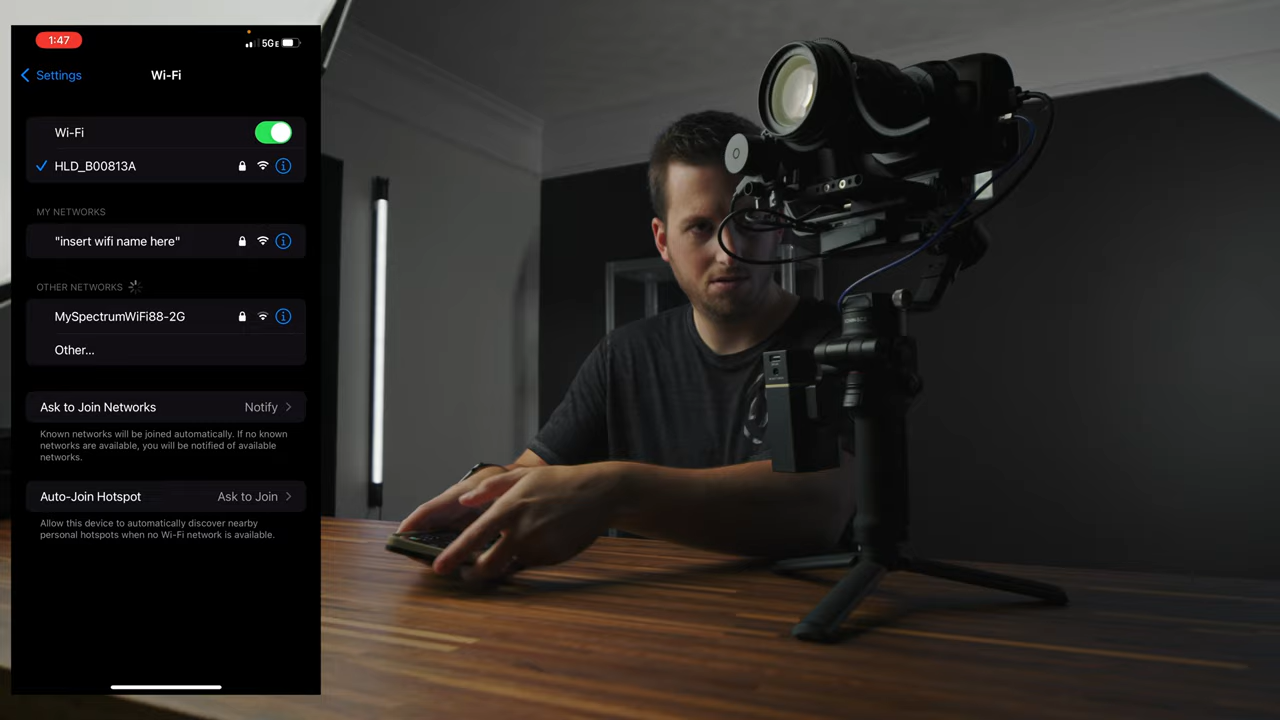 1:47
5GE
Settings
Wi-Fi
Wi-Fi
HLD_B00813A
MY NETWORKS
"insert wifi name here"
OTHER NETWORKS
MySpectrumWiFi88-2G
Other...
Ask to Join Networks Notify
Known networks will be joined automatically. If no known
networks are available, you will be notified of available
networks.
Auto-Join Hotspot Ask to Join
Allow this device to automatically discover nearby
personal hotspots when no Wi-Fi network is available.